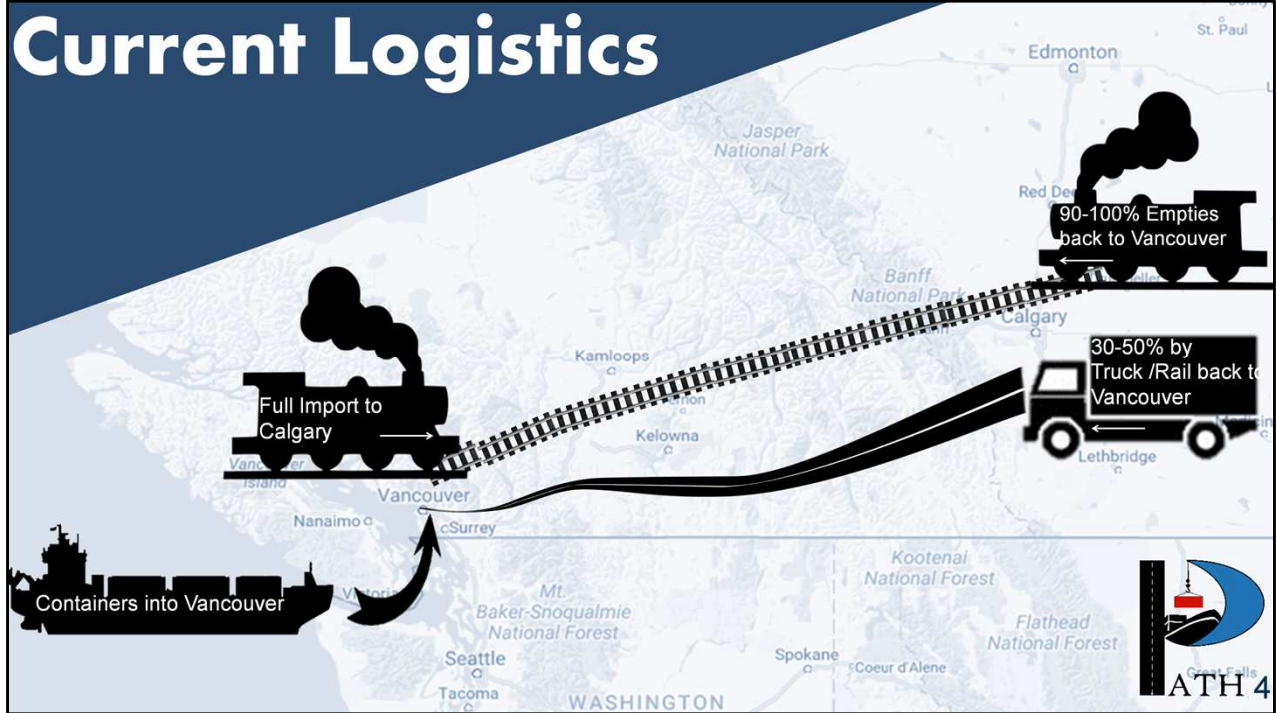 Current Logistics
St. Paul
Edmonton
Jasper
National Park
90-100% Empties
back to Vancouver
Banff
National Park
Calgary
30-50% by
Truck /Rail back to
Vancouver
Kamloops
Full Import to
Calgary
Kelowna
Lethbridge
Vancouver
Island
Vancouver
Nanaimo
Surrey
Containers into Vancouver
Kootenai
National Forest
Mt.
Baker-Snoqualmie
National Forest
Flathead
National Forest
Seattle
Spokane
Coeur d'Alene
Great Falls
Tacoma
WASHINGTON
PATH 4